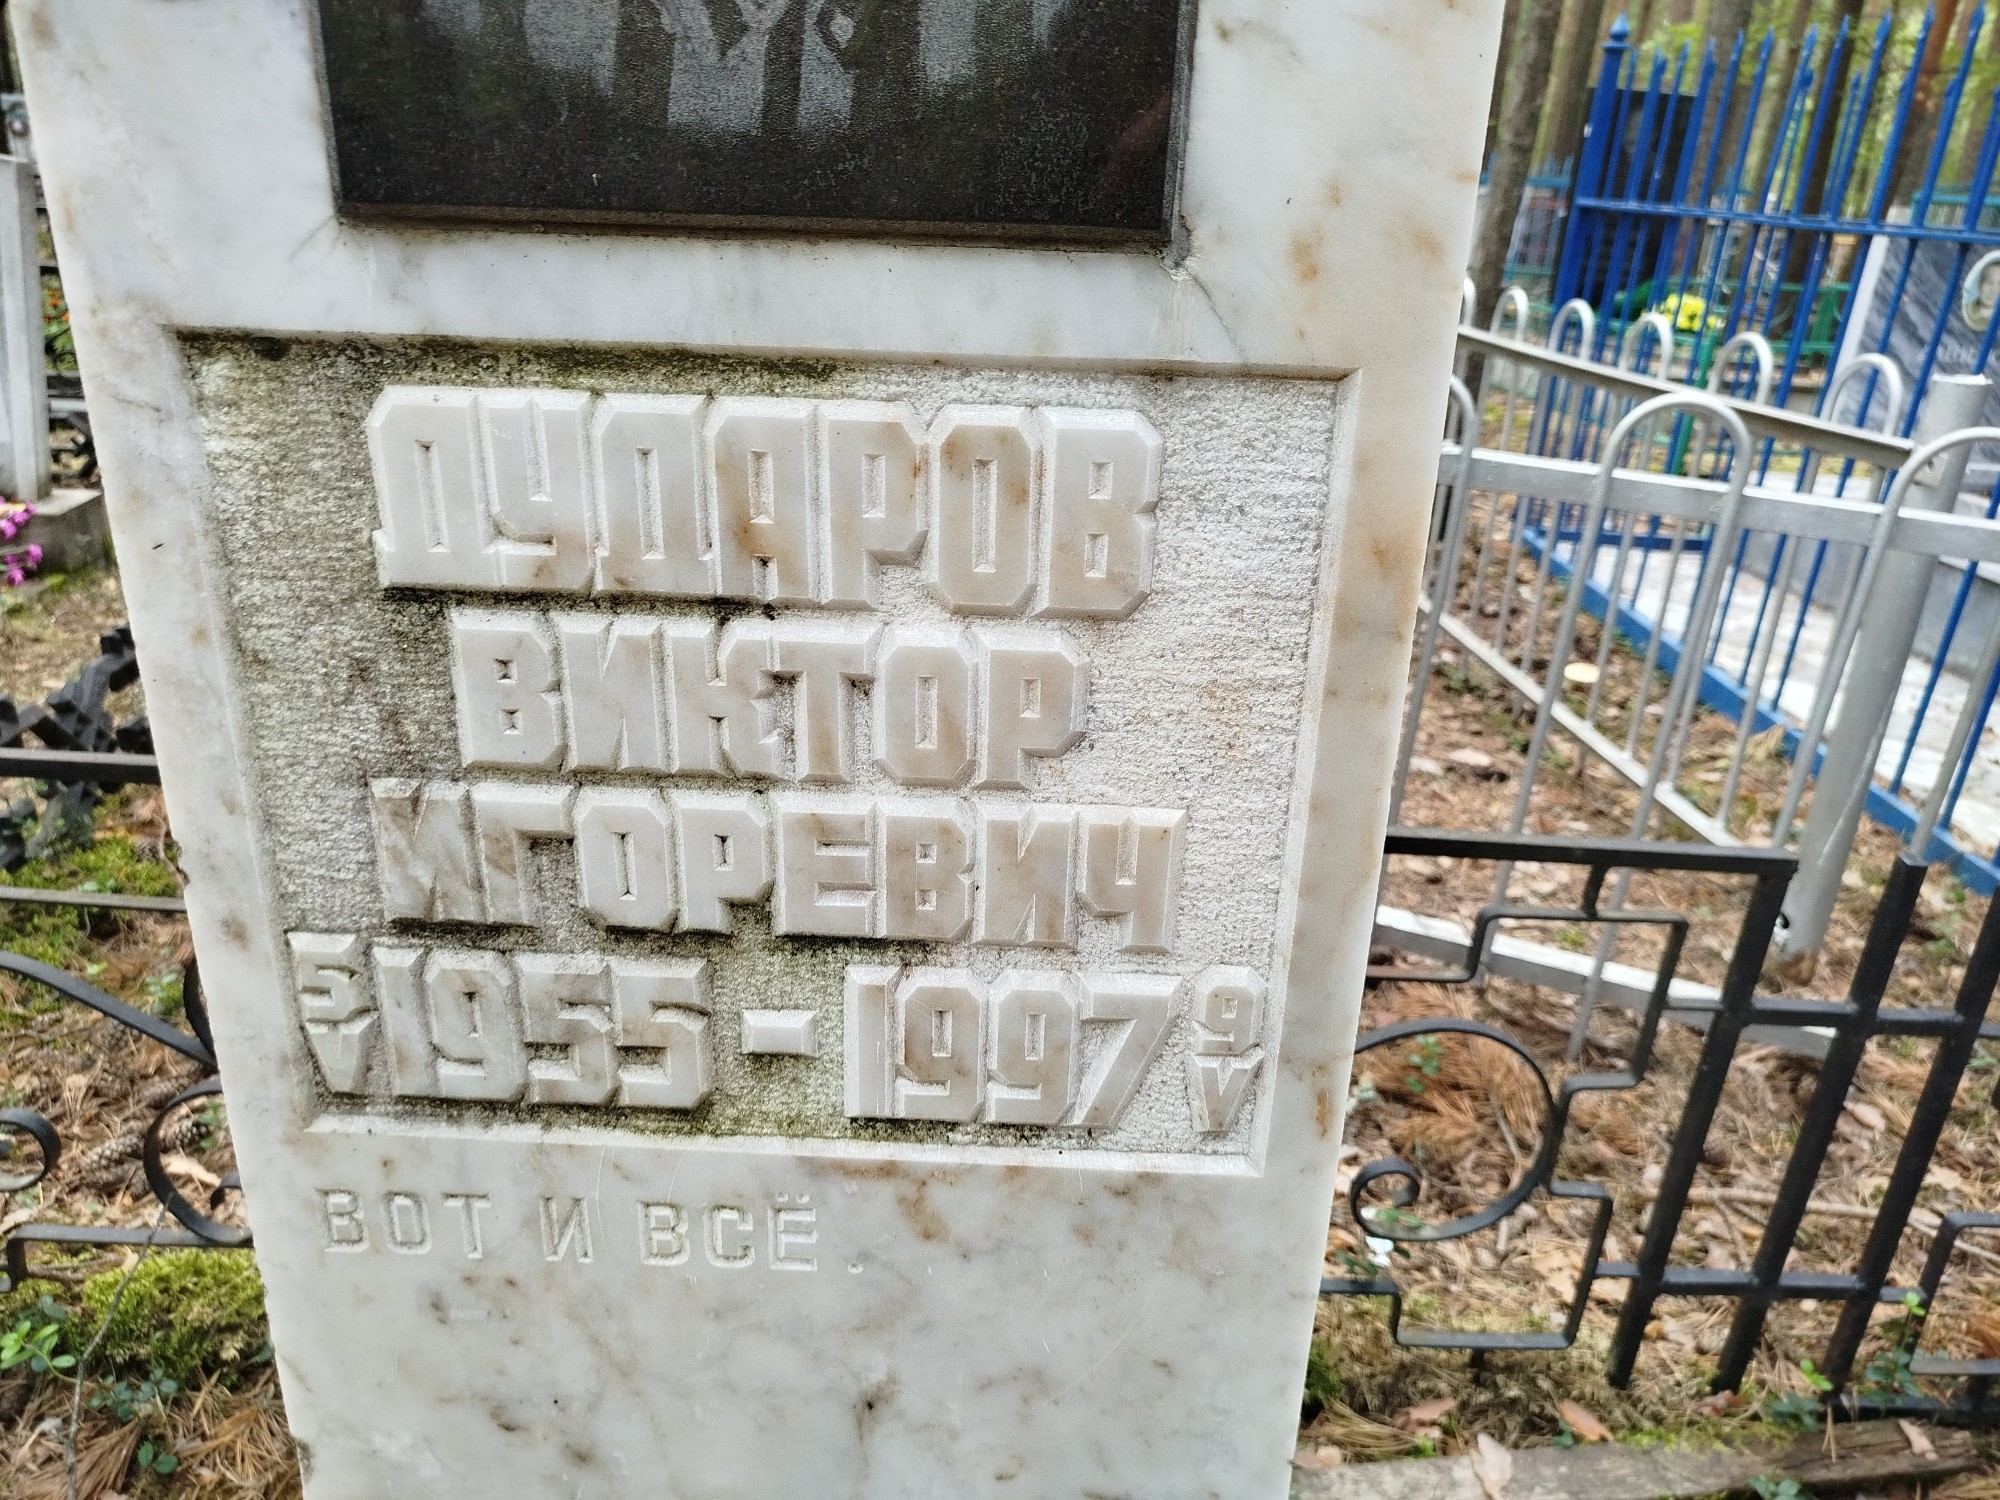 ДУДАРОВ
ВИКТОР
ИГОРЕВИЧ
5/V 1955 - 1997 9/V
ВОТ И ВСЁ.